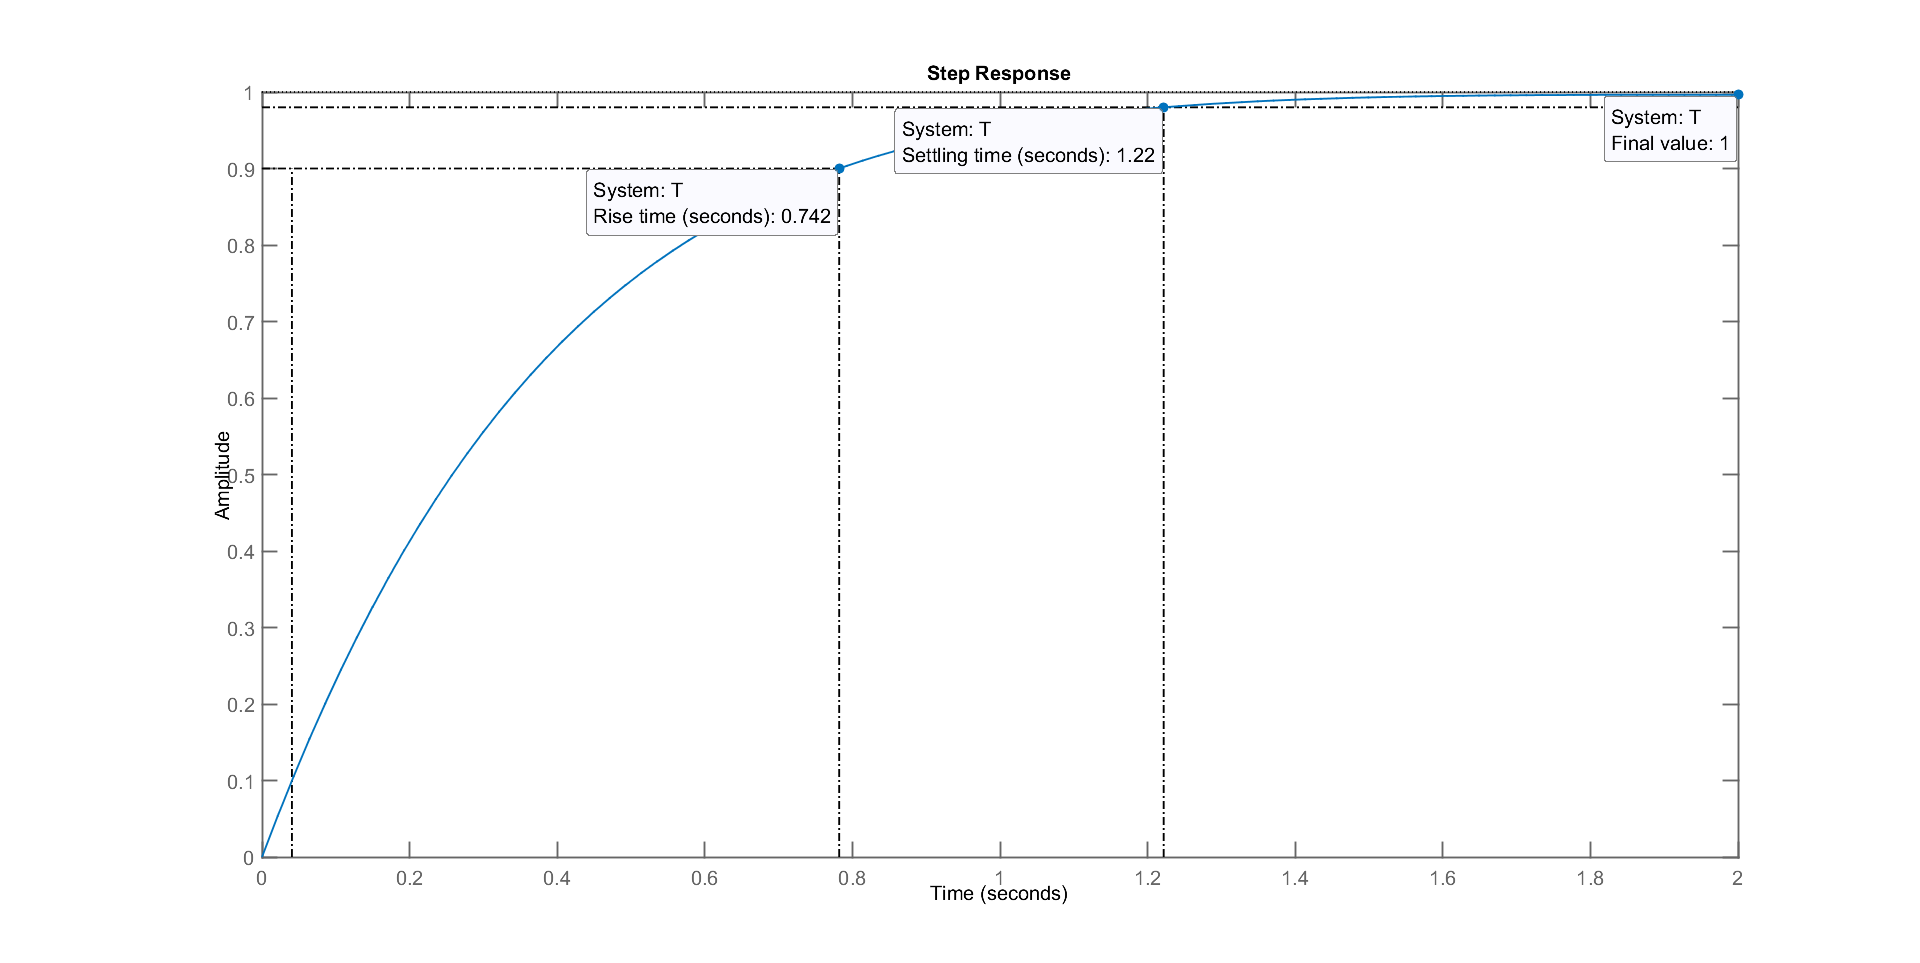 Step Response
1
0.9
0.8
0.7
0.6
0.5
0.4
0.3
0.2
0.1
0
Amplitude
System: T
Rise time (seconds): 0.742
System: T
Settling time (seconds): 1.22
System: T
Final value: 1
0 0.2 0.4 0.6 0.8 1 1.2 1.4 1.6 1.8 2
Time (seconds)